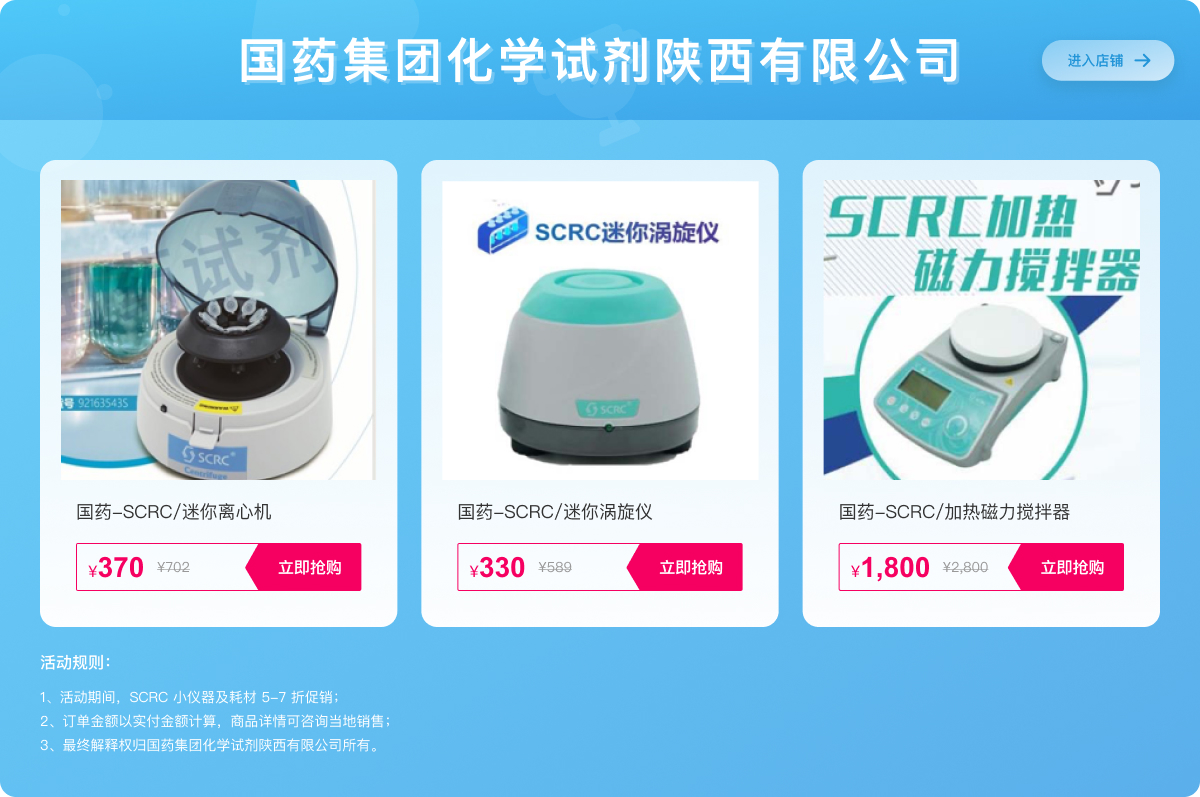 国药集团化学试剂陕西有限公司
进入店铺
试剂
号 92163543S
SCRC
Centrifuge
SCRC迷你涡旋仪
SCRC
SCRC加热
磁力搅拌器
国药-SCRC/迷你离心机
国药-SCRC/迷你涡旋仪
国药-SCRC/加热磁力搅拌器
¥370 ¥702 立即抢购
¥330 ¥589 立即抢购
¥1,800 ¥2,800 立即抢购
活动规则：
1、活动期间，SCRC 小仪器及耗材 5-7 折促销；
2、订单金额以实付金额计算，商品详情可咨询当地销售；
3、最终解释权归国药集团化学试剂陕西有限公司所有。